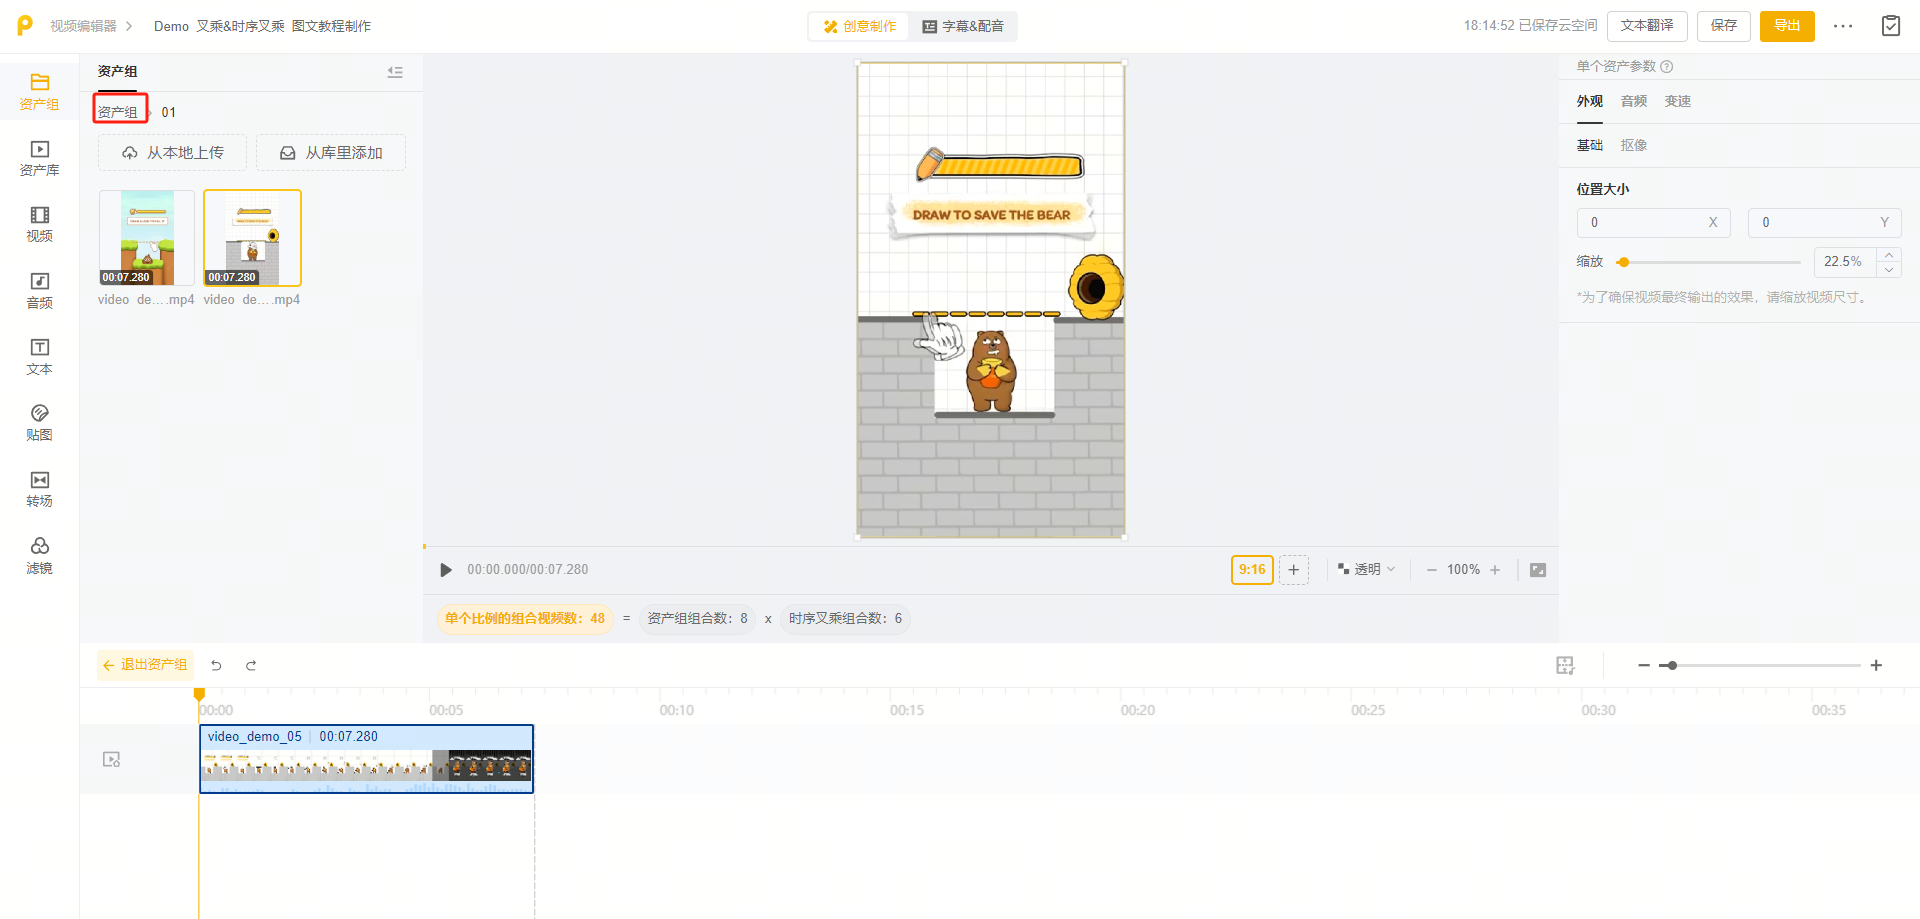 视频编辑器 Demo 叉乘&时序叉乘 图文教程制作
创意制作 字幕&配音
18:14:52 已保存云空间 文本翻译 保存 导出
资产组
资产库
视频
音频
文本
贴图
转场
滤镜
资产组
资产组 01
从本地上传 从库里添加
00:07.280 00:07.280
video_de....mp4 video_de....mp4
DRAW TO SAVE THE BEAR
单个资产参数
外观 音频 变速
基础 抠像
位置大小
0 X 0 Y
缩放 22.5%
*为了确保视频最终输出的效果，请缩放视频尺寸。
00:00.000/00:07.280 9:16 + 透明 100%
单个比例的组合视频数：48 = 资产组组合数：8 x 时序叉乘组合数：6
退出资产组
00:00 00:05 00:10 00:15 00:20 00:25 00:30 00:35
video_demo_05 00:07.280